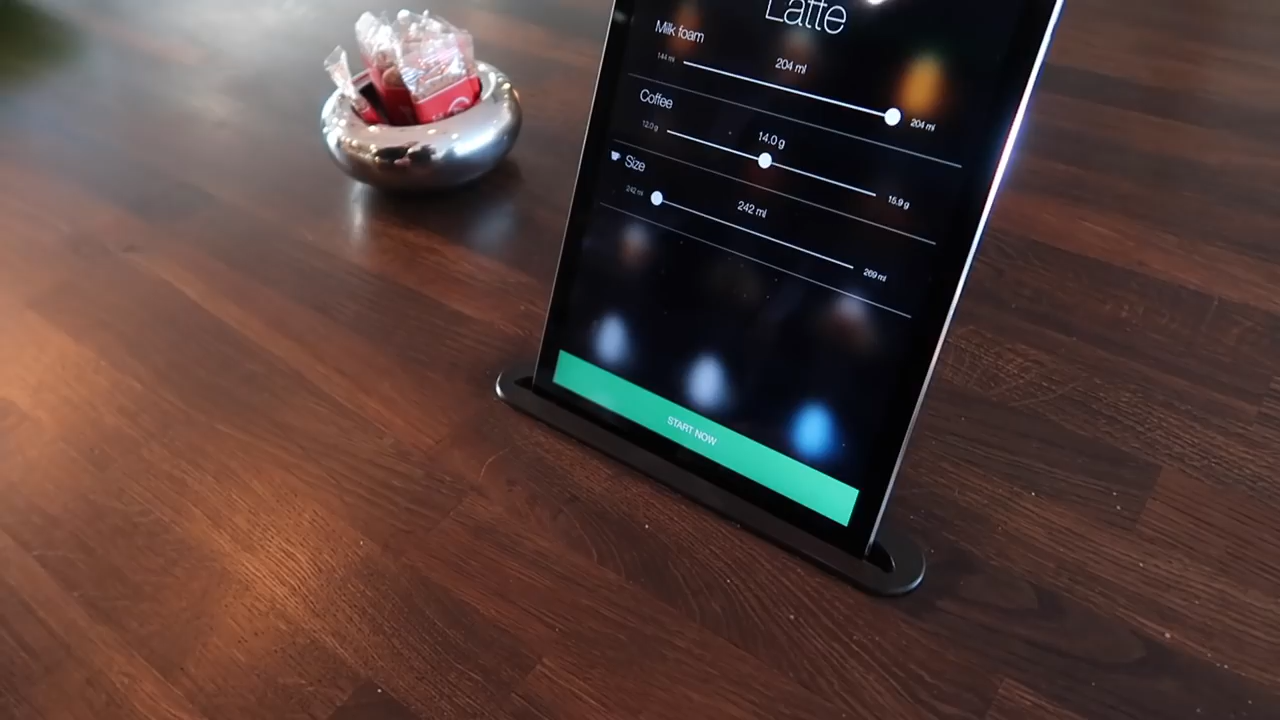 Latte
Milk foam
144 ml
204 ml
204 ml
Coffee
12.0 g
14.0 g
15.9 g
Size
242 ml
242 ml
269 ml
START NOW